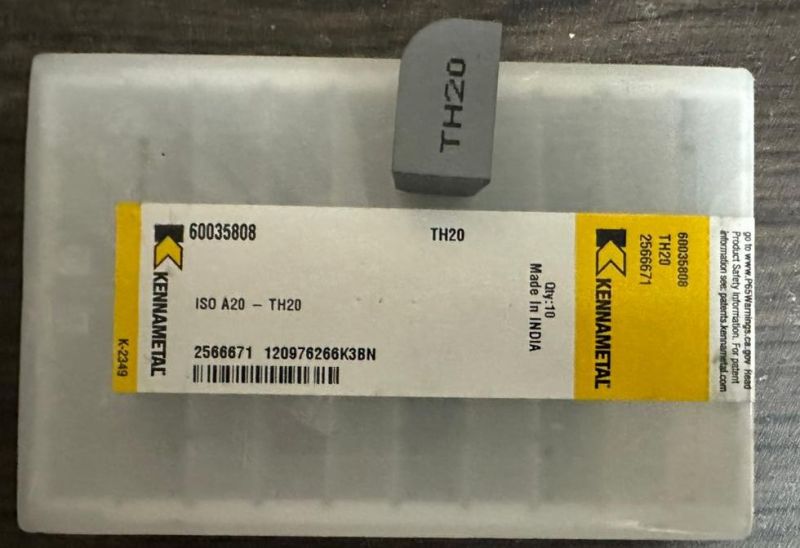 TH20
60035808
TH20
KENNAMETAL
ISO A20 - TH20
2566671 120976266K3BN
K-2349
Qty:10
Made In INDIA
KENNAMETAL
60035808
TH20
2566671
go to www.P65Warnings.ca.gov Read
Product Safety Information. For patent
information see: patents.kennametal.com